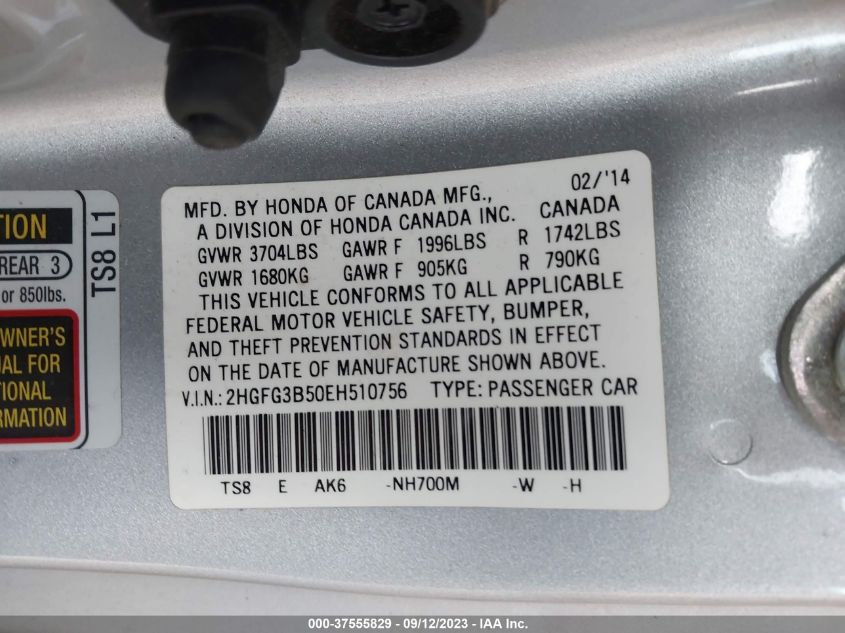 TION
REAR 3
or 850lbs.
OWNER'S
UAL FOR
TIONAL
ORMATION
TS8 L1
02/'14
MFD. BY HONDA OF CANADA MFG.,
A DIVISION OF HONDA CANADA INC. CANADA
GVWR 3704LBS GAWR F 1996LBS R 1742LBS
GVWR 1680KG GAWR F 905KG R 790KG
THIS VEHICLE CONFORMS TO ALL APPLICABLE
FEDERAL MOTOR VEHICLE SAFETY, BUMPER,
AND THEFT PREVENTION STANDARDS IN EFFECT
ON THE DATE OF MANUFACTURE SHOWN ABOVE.
V.I.N.: 2HGFG3B50EH510756 TYPE: PASSENGER CAR
TS8 E AK6 -NH700M -W -H
000-37555829 - 09/12/2023 - IAA Inc.